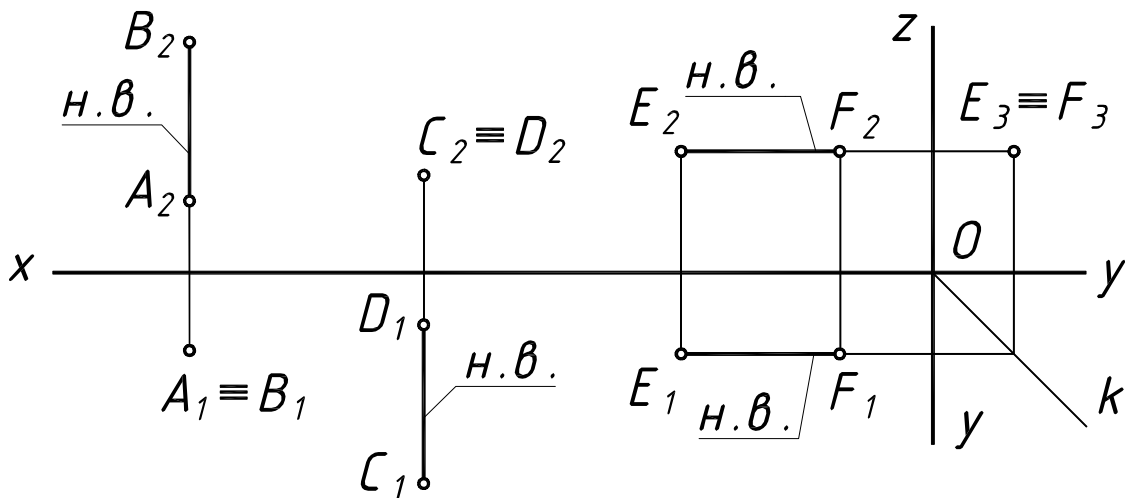 B₂
z
н.в.
E₂
F₂
E₃≡F₃
н.в.
C₂≡D₂
A₂
O
x
y
D₁
н.в.
E₁
F₁
A₁≡B₁
н.в.
y
k
C₁